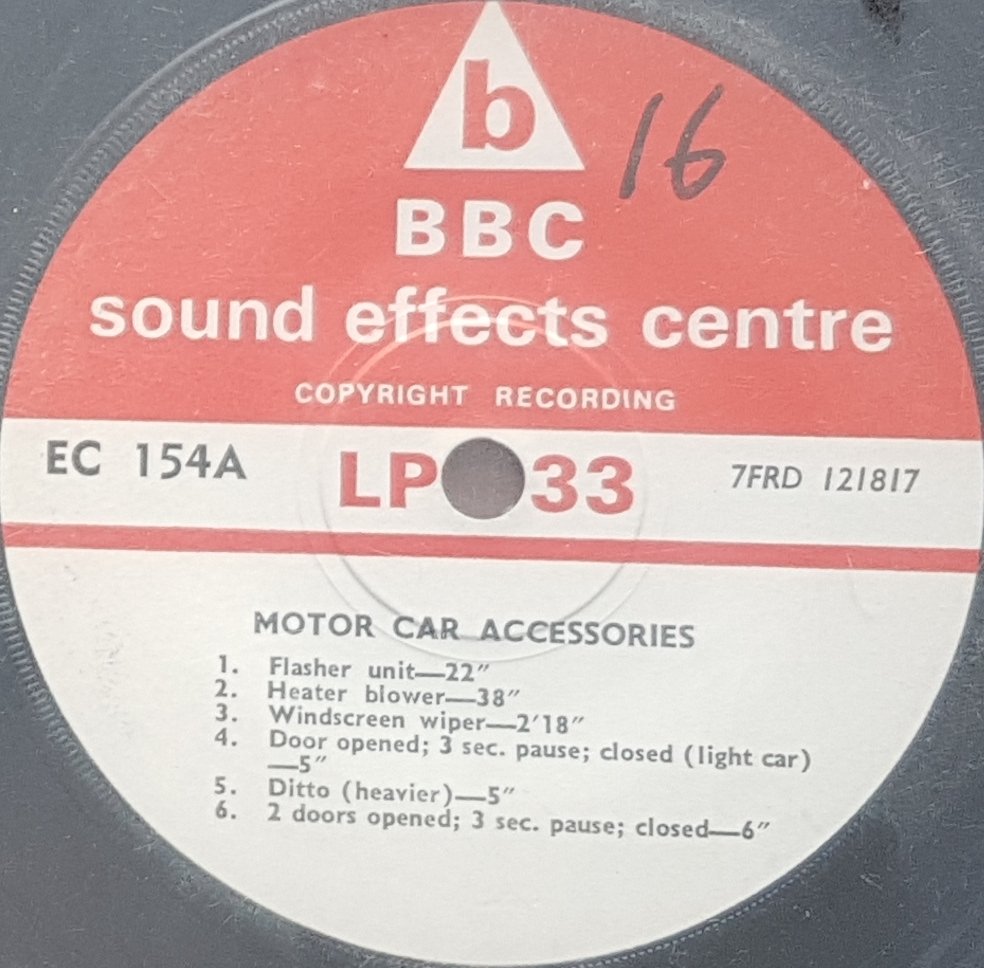 b
16
BBC
sound effects centre
COPYRIGHT RECORDING
EC 154A LP 33 7FRD 121817
MOTOR CAR ACCESSORIES
1. Flasher unit—22″
2. Heater blower—38″
3. Windscreen wiper—2′18″
4. Door opened; 3 sec. pause; closed (light car)
—5″
5. Ditto (heavier)—5″
6. 2 doors opened; 3 sec. pause; closed—6″